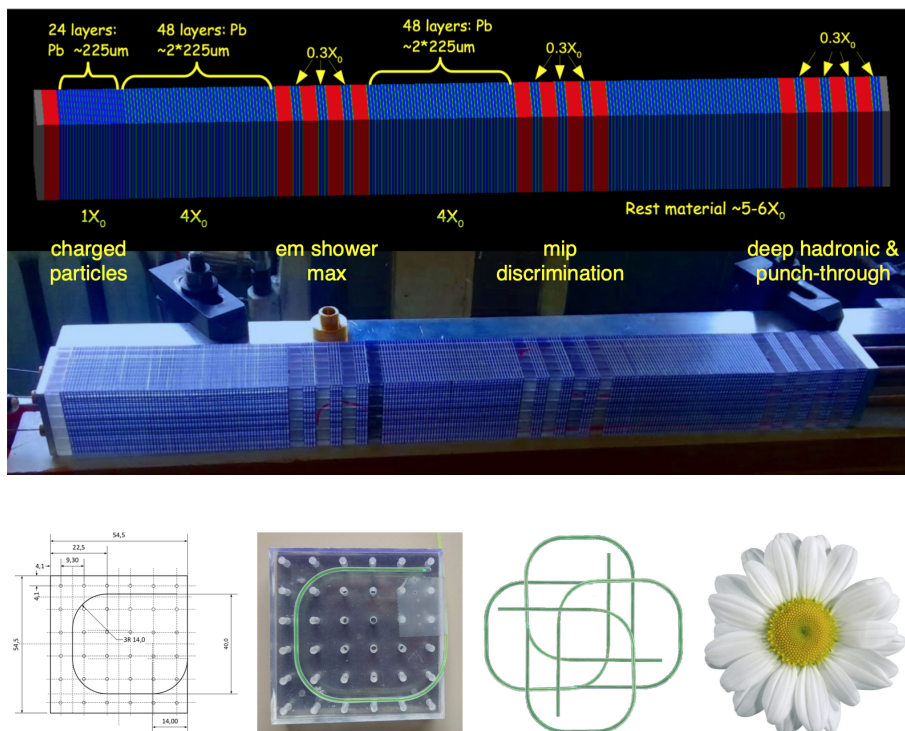 24 layers:
Pb ~225um
48 layers: Pb
~2*225um
0.3X₀
48 layers: Pb
~2*225um
0.3X₀
0.3X₀
1X₀
4X₀
4X₀
Rest material ~5-6X₀
charged
particles
em shower
max
mip
discrimination
deep hadronic &
punch-through
54,5
22,5
9,30
4,1
4,1
54,5
3R 14,0
40,0
14,00